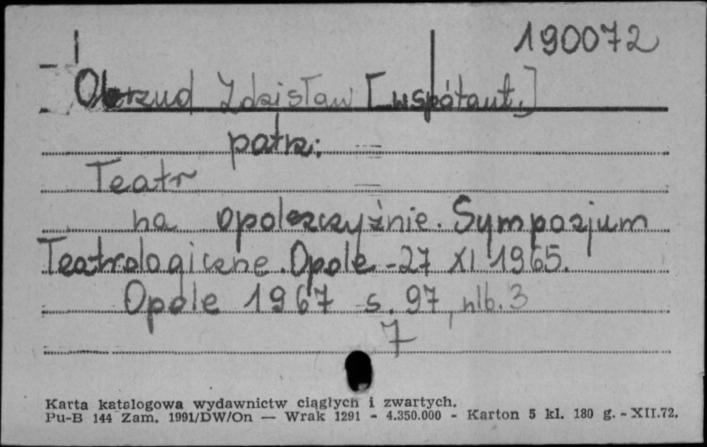 190072
Obrzud Zdzisław [współaut.]
patrz:
Teatr
na opolszczyźnie. Sympozjum
Teatrologiczne. Opole - 27 XI 1965.
Opole 1967 s. 97, nlb. 3
7
Karta katalogowa wydawnictw ciągłych i zwartych.
Pu-B 144 Zam. 1991/DW/On — Wrak 1291 - 4.350.000 - Karton 5 kl. 180 g. - XII.72.